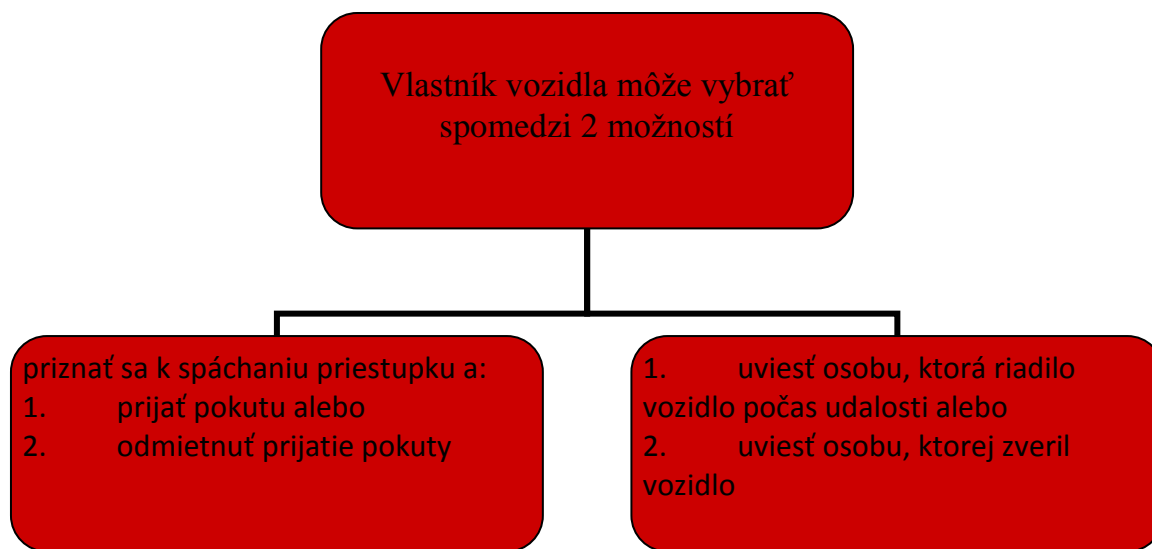 Vlastník vozidla môže vybrať
spomedzi 2 možností
priznať sa k spáchaniu priestupku a:
1. prijať pokutu alebo
2. odmietnuť prijatie pokuty
1. uviesť osobu, ktorá riadilo
vozidlo počas udalosti alebo
2. uviesť osobu, ktorej zveril
vozidlo